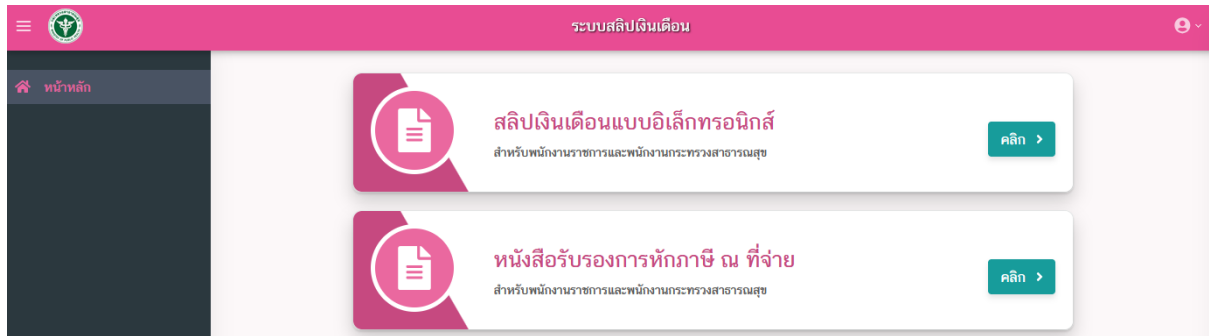 ระบบสลิปเงินเดือน
หน้าหลัก
สลิปเงินเดือนแบบอิเล็กทรอนิกส์
สำหรับพนักงานราชการและพนักงานกระทรวงสาธารณสุข
คลิก
หนังสือรับรองการหักภาษี ณ ที่จ่าย
สำหรับพนักงานราชการและพนักงานกระทรวงสาธารณสุข
คลิก